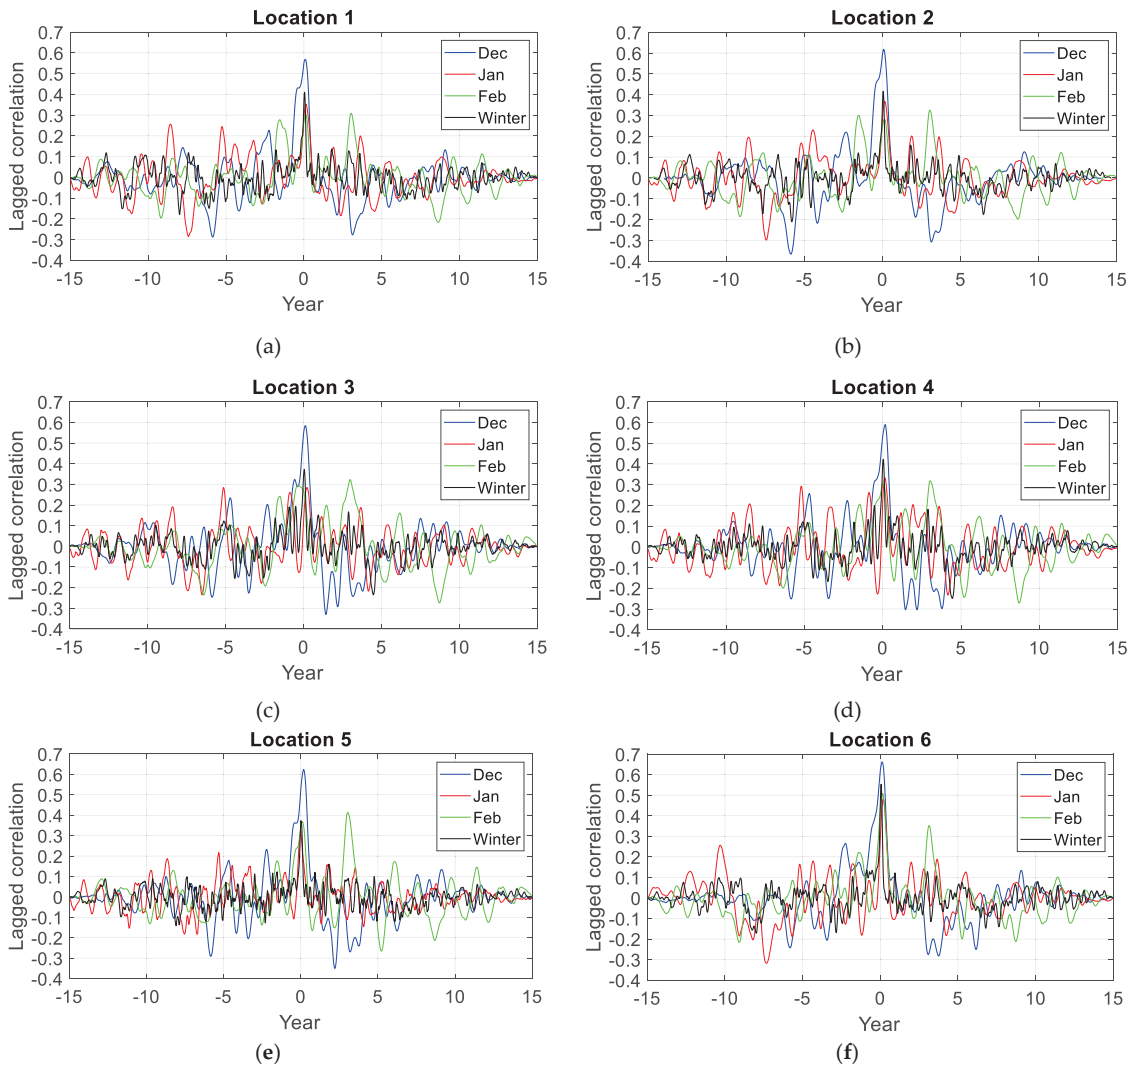 Location 1
Lagged correlation
0.7
0.6
0.5
0.4
0.3
0.2
0.1
0
-0.1
-0.2
-0.3
-0.4
Dec
Jan
Feb
Winter
-15 -10 -5 0 5 10 15
Year
(a)
Location 2
Lagged correlation
0.7
0.6
0.5
0.4
0.3
0.2
0.1
0
-0.1
-0.2
-0.3
-0.4
Dec
Jan
Feb
Winter
-15 -10 -5 0 5 10 15
Year
(b)
Location 3
Lagged correlation
0.7
0.6
0.5
0.4
0.3
0.2
0.1
0
-0.1
-0.2
-0.3
-0.4
Dec
Jan
Feb
Winter
-15 -10 -5 0 5 10 15
Year
(c)
Location 4
Lagged correlation
0.7
0.6
0.5
0.4
0.3
0.2
0.1
0
-0.1
-0.2
-0.3
-0.4
Dec
Jan
Feb
Winter
-15 -10 -5 0 5 10 15
Year
(d)
Location 5
Lagged correlation
0.7
0.6
0.5
0.4
0.3
0.2
0.1
0
-0.1
-0.2
-0.3
-0.4
Dec
Jan
Feb
Winter
-15 -10 -5 0 5 10 15
Year
(e)
Location 6
Lagged correlation
0.7
0.6
0.5
0.4
0.3
0.2
0.1
0
-0.1
-0.2
-0.3
-0.4
Dec
Jan
Feb
Winter
-15 -10 -5 0 5 10 15
Year
(f)